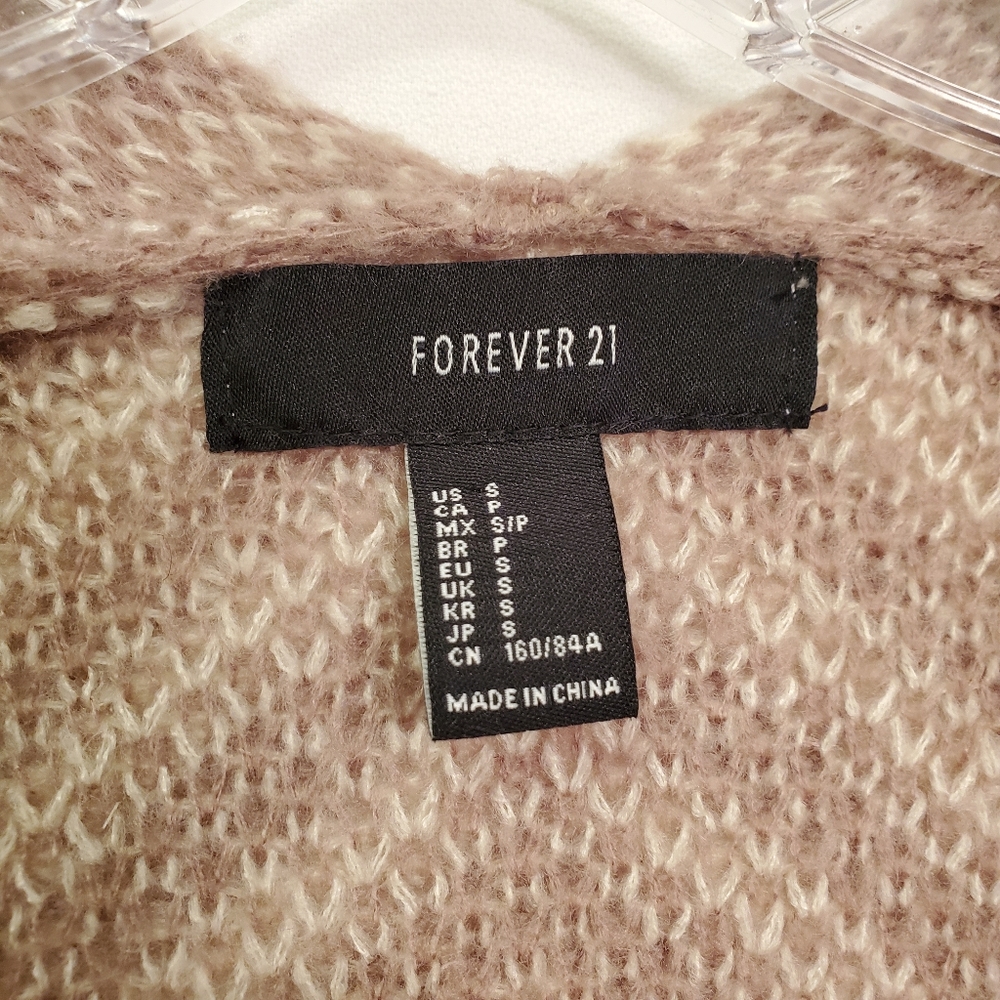 FOREVER 21
US S
CA P
MX S/P
BR P
EU S
UK S
KR S
JP S
CN 160/84A
MADE IN CHINA